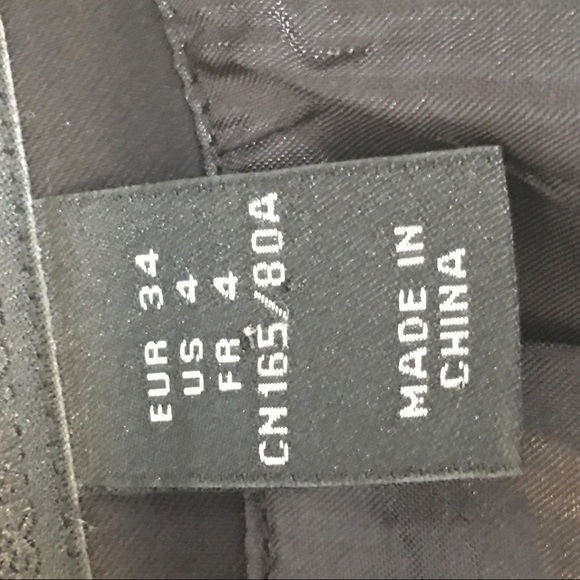 EUR 34
US 4
FR 4
CN165/80A
MADE IN
CHINA